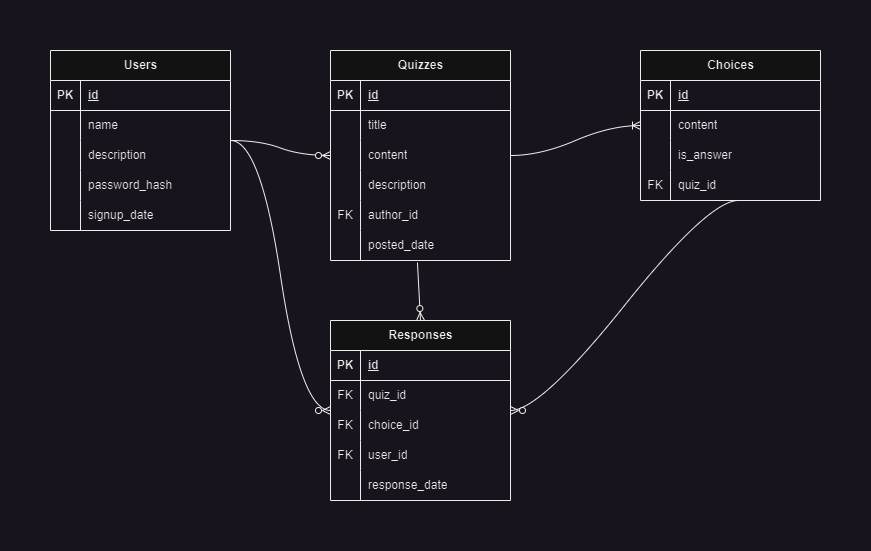 Users
PK id
name
description
password_hash
signup_date
Quizzes
PK id
title
content
description
FK author_id
posted_date
Choices
PK id
content
is_answer
FK quiz_id
Responses
PK id
FK quiz_id
FK choice_id
FK user_id
response_date